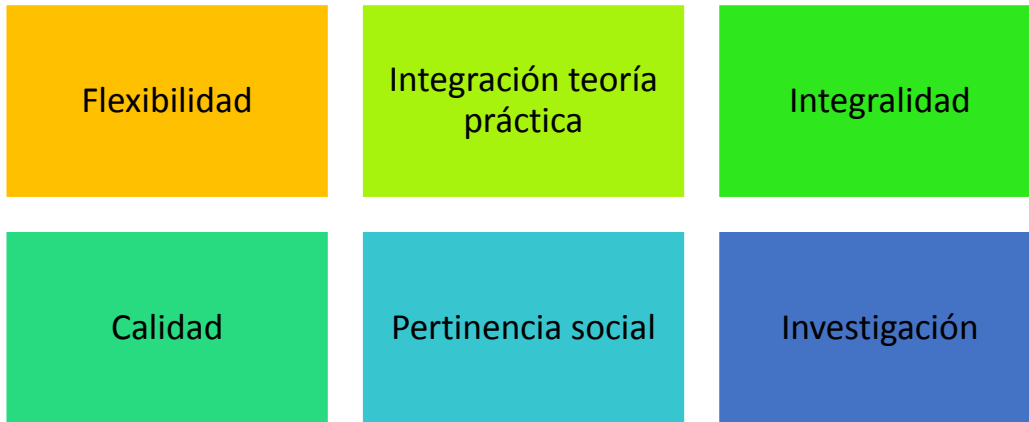 Flexibilidad
Integración teoría
práctica
Integralidad
Calidad
Pertinencia social
Investigación